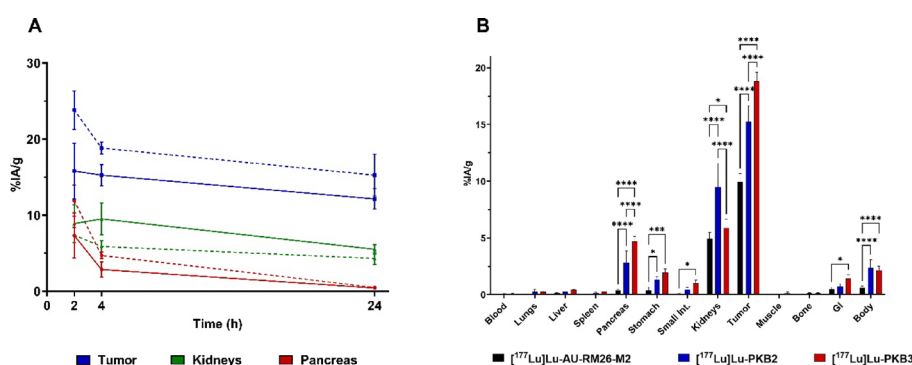 A
%IA/g
30
20
10
0
0
2
4
24
Time (h)
Tumor
Kidneys
Pancreas
B
%IA/g
20
15
10
5
0
****
****
****
*
****
****
****
****
****
***
*
*
*
****
****
Blood
Lungs
Liver
Spleen
Pancreas
Stomach
Small Int.
Kidneys
Tumor
Muscle
Bone
GI
Body
[¹⁷⁷Lu]Lu-AU-RM26-M2
[¹⁷⁷Lu]Lu-PKB2
[¹⁷⁷Lu]Lu-PKB3